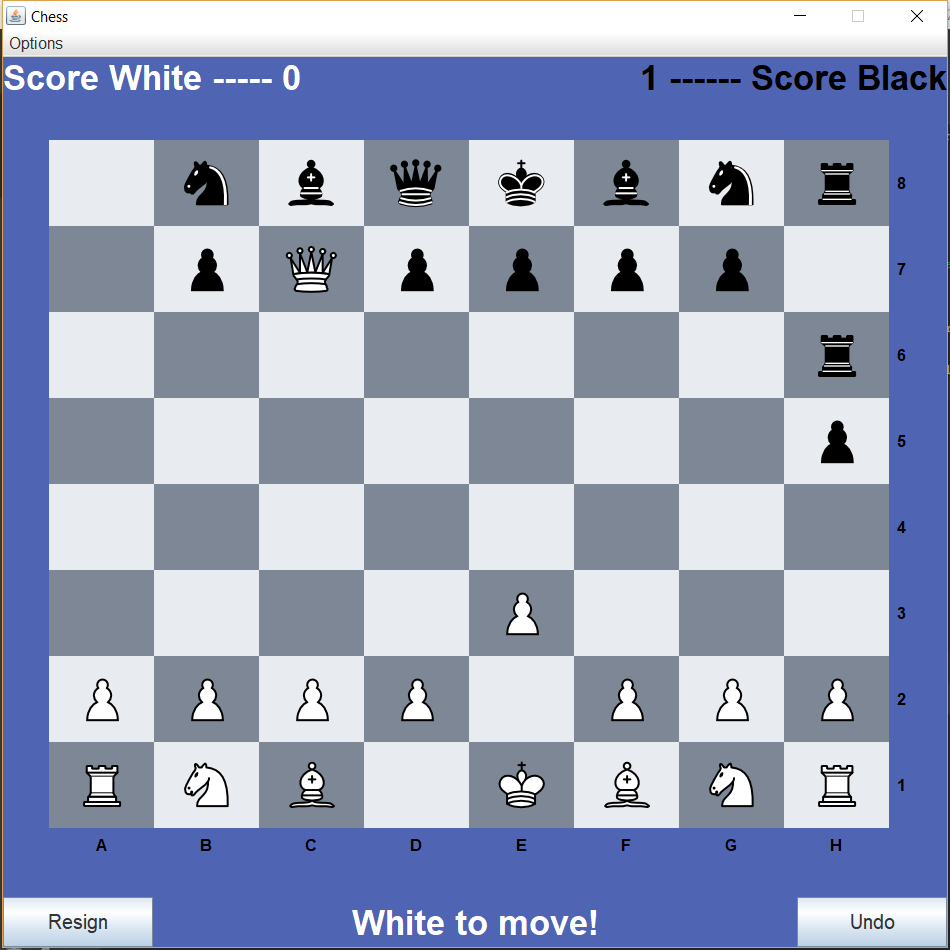 Chess
Options
Score White ----- 0
1 ------ Score Black
8
7
6
5
4
3
2
1
A B C D E F G H
Resign
White to move!
Undo